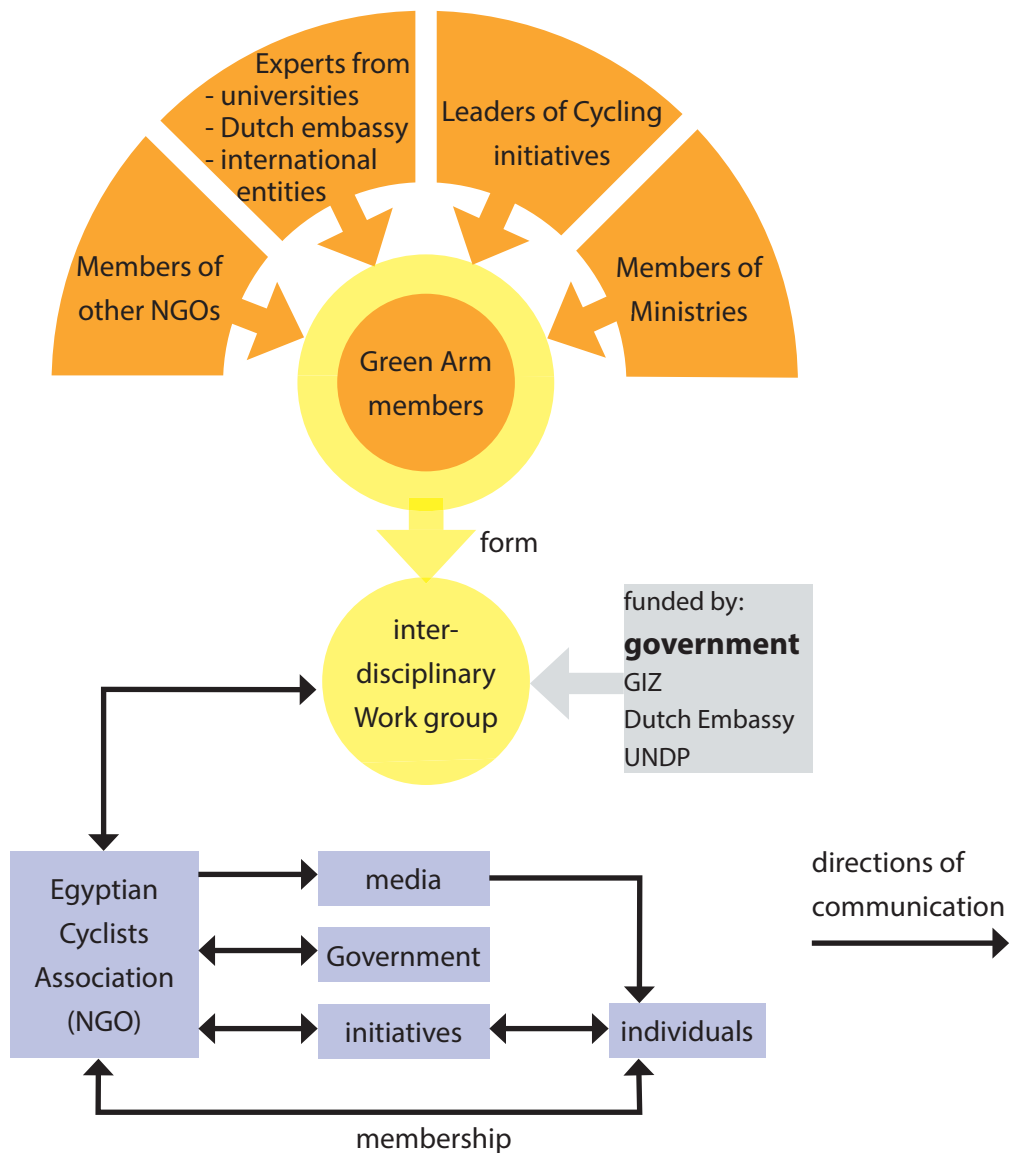 Experts from
- universities
- Dutch embassy
- international
entities
Leaders of Cycling
initiatives
Members of
other NGOs
Members of
Ministries
Green Arm
members
form
inter-
disciplinary
Work group
funded by:
government
GIZ
Dutch Embassy
UNDP
Egyptian
Cyclists
Association
(NGO)
media
Government
initiatives
individuals
membership
directions of
communication